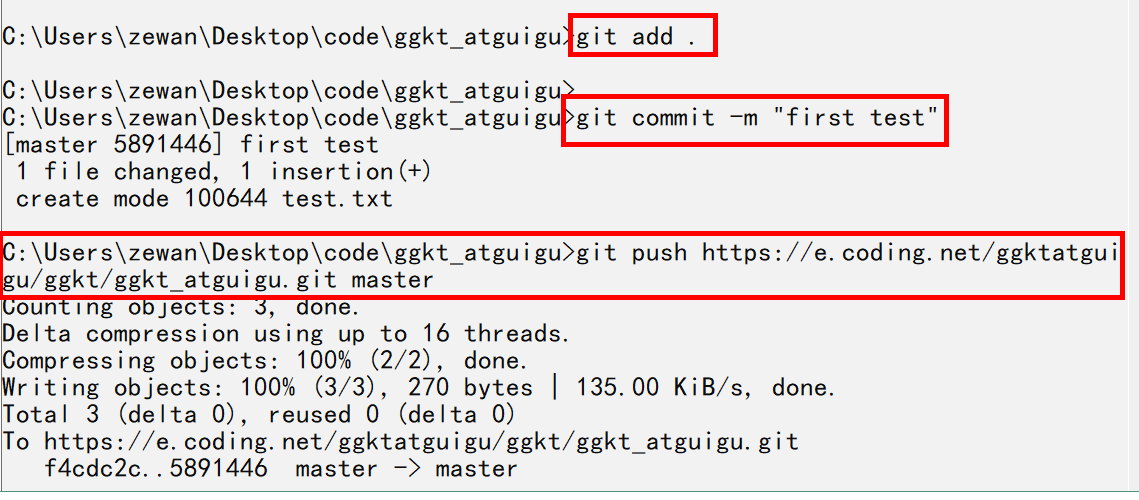 C:\Users\zewan\Desktop\code\ggkt_atguigu>git add .
C:\Users\zewan\Desktop\code\ggkt_atguigu>
C:\Users\zewan\Desktop\code\ggkt_atguigu>git commit -m "first test"
[master 5891446] first test
 1 file changed, 1 insertion(+)
 create mode 100644 test.txt
C:\Users\zewan\Desktop\code\ggkt_atguigu>git push https://e.coding.net/ggktatgui
gu/ggkt/ggkt_atguigu.git master
Counting objects: 3, done.
Delta compression using up to 16 threads.
Compressing objects: 100% (2/2), done.
Writing objects: 100% (3/3), 270 bytes | 135.00 KiB/s, done.
Total 3 (delta 0), reused 0 (delta 0)
To https://e.coding.net/ggktatguigu/ggkt/ggkt_atguigu.git
   f4cdc2c..5891446  master -> master